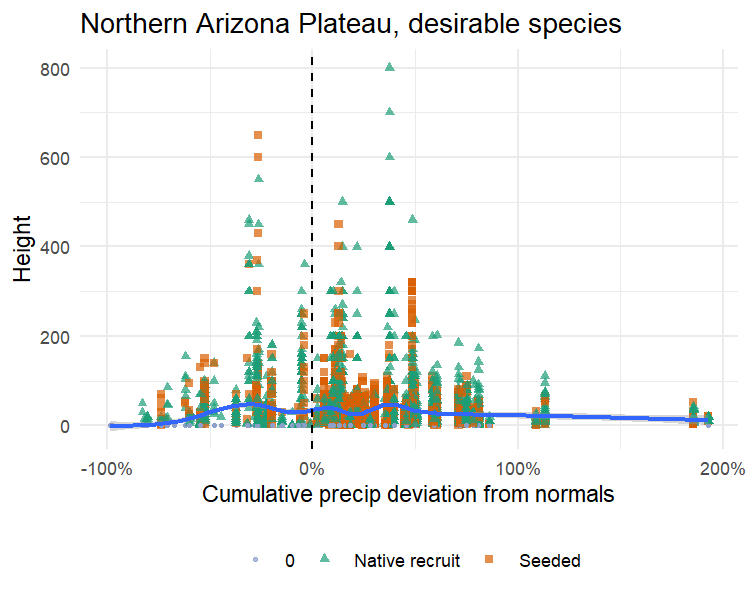 Northern Arizona Plateau, desirable species
800
600
400
200
0
Height
-100%
0%
100%
200%
Cumulative precip deviation from normals
0
Native recruit
Seeded